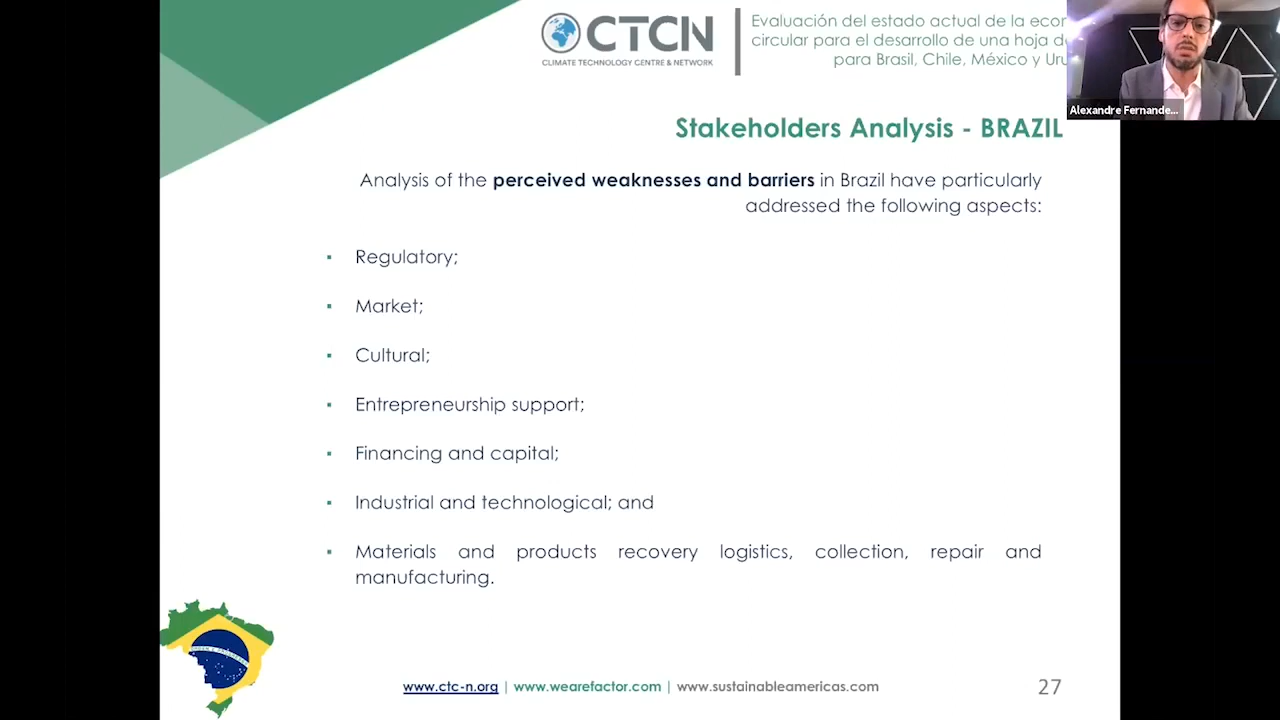 CTCN
CLIMATE TECHNOLOGY CENTRE & NETWORK
Evaluación del estado actual de la
circular para el desarrollo de una hoja
para Brasil, Chile, México y
Alexandre Fernande...
Stakeholders Analysis - BRAZIL
Analysis of the perceived weaknesses and barriers in Brazil have particularly
addressed the following aspects:
▪ Regulatory;
▪ Market;
▪ Cultural;
▪ Entrepreneurship support;
▪ Financing and capital;
▪ Industrial and technological; and
▪ Materials and products recovery logistics, collection, repair and
manufacturing.
www.ctc-n.org | www.wearefactor.com | www.sustainableamericas.com
27